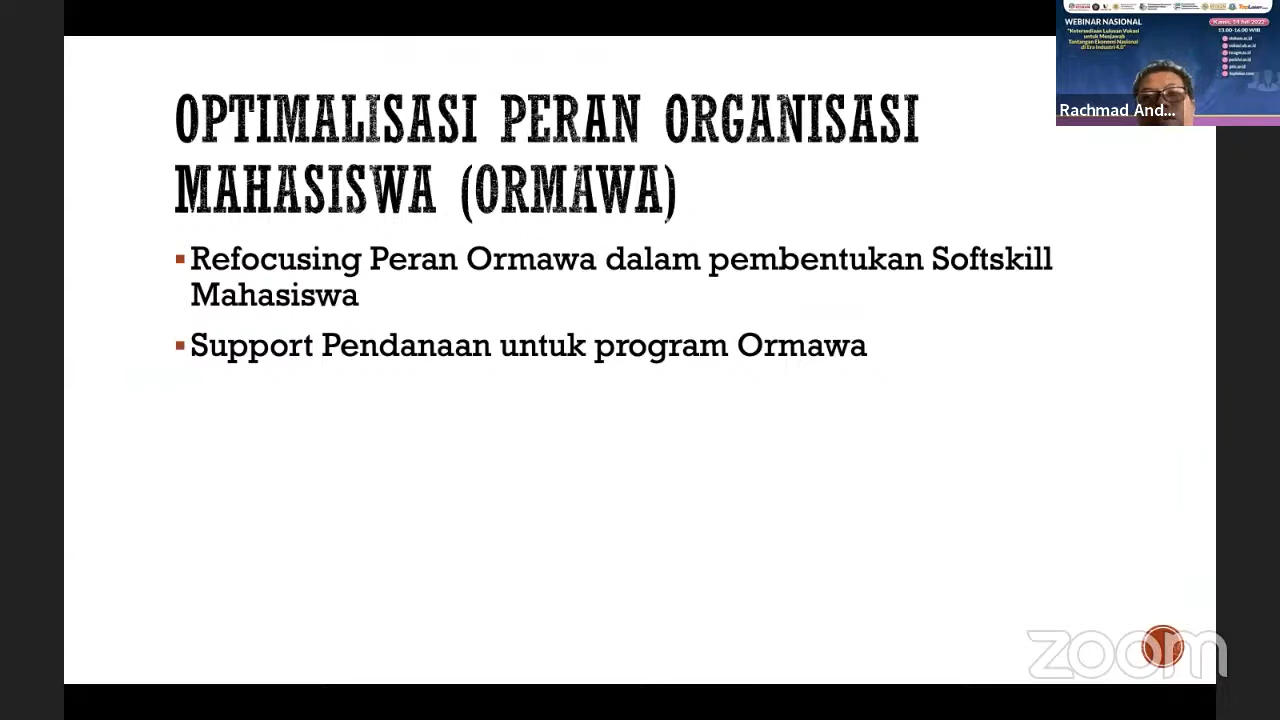 OPTIMALISASI PERAN ORGANISASI
MAHASISWA (ORMAWA)
▪Refocusing Peran Ormawa dalam pembentukan Softskill
Mahasiswa
▪Support Pendanaan untuk program Ormawa
WEBINAR NASIONAL
"Ketersediaan Lulusan Vokasi
untuk Menjawab
Tantangan Ekonomi Nasional
di Era Industri 4.0"
Kamis, 14 Juli 2022
13.00-16.00 WIB
Rachmad And...
zoom